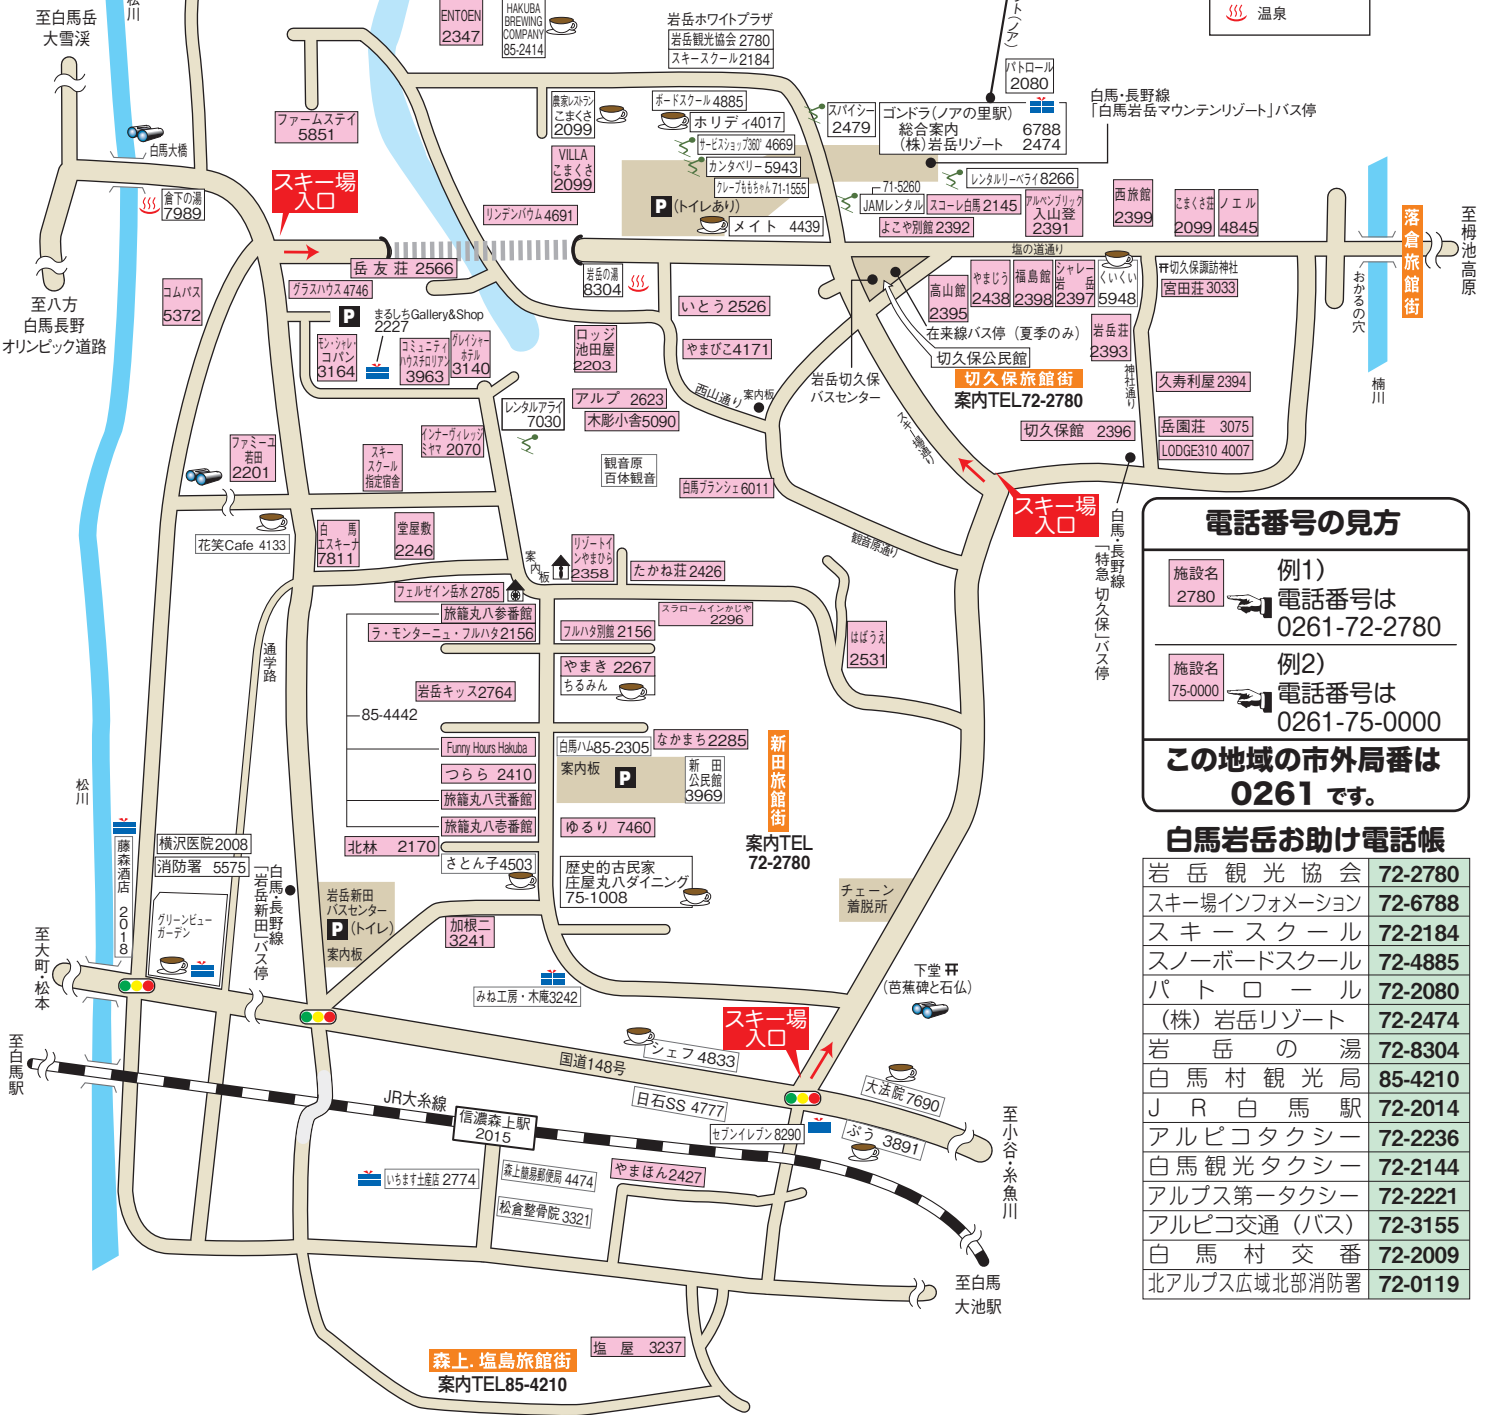 至白馬岳
大雪渓
松川
ENTOEN
2347
HAKUBA
BREWING
COMPANY
85-2414
岩岳ホワイトプラザ
岩岳観光協会 2780
スキースクール 2184
ト(ノア)
温泉
パトロール
2080
白馬・長野線
「白馬岩岳マウンテンリゾート」バス停
ファームステイ
5851
農家レストラン
こまくさ
2099
ボードスクール 4885
ホリディ 4017
サービスショップ360° 4669
カンタベリー 5943
クレープももちゃん 71-1555
スパイシー
2479
ゴンドラ(ノアの里駅)
総合案内 6788
(株)岩岳リゾート 2474
白馬大橋
VILLA
こまくさ
2099
スキー場
入口
倉下の湯
7989
リンデンバウム 4691
P (トイレあり)
メイト 4439
71-5260
JAMレンタル
レンタルリーベライ 8266
スコーレ白馬 2145
よこや別館 2392
アルペンブリック
入山登
2391
西旅館
2399
こまくさ荘
2099
ノエル
4845
落倉旅館街
至栂池高原
塩の道通り
岳友荘 2566
グラスハウス 4746
岩岳の湯
8304
高山館
2395
やまじう
2438
福島館
2398
シャレー
岩岳
2397
くいくい
5948
切久保諏訪神社
宮田荘 3033
おかるの穴
至八方
白馬長野
オリンピック道路
コムパス
5372
P
まるしちGallery&Shop
2227
いとう 2526
在来線バス停 (夏季のみ)
切久保公民館
岩岳荘
2393
モン・シャレ・
コパン
3164
コミュニティ
ハウスチロリアン
3963
グレイシャー
ホテル
3140
ロッジ
池田屋
2203
やまびこ 4171
岩岳切久保
バスセンター
切久保旅館街
案内TEL72-2780
神社通り
久寿利屋 2394
楠川
西山通り
案内板
アルプ 2623
木彫小舎 5090
レンタルアライ
7030
スキー場通り
切久保館 2396
岳園荘 3075
LODGE310 4007
ファミーユ
若田
2201
スキー
スクール
指定宿舎
インナーヴィレッジ
ミヤマ 2070
観音原
百体観音
白馬ブランシェ 6011
スキー場
入口
白馬・長野線
「特急 切久保」バス停
電話番号の見方
施設名
2780
例1)
電話番号は
0261-72-2780
施設名
75-0000
例2)
電話番号は
0261-75-0000
この地域の市外局番は
0261 です。
花笑Cafe 4133
白馬
エスキーナ
7811
堂屋敷
2246
案内板
リゾートイ
ンやまひら
2358
たかね荘 2426
観音原通り
フェルゼイン岳水 2785
旅籠丸八参番館
ラ・モンターニュ・フルハタ 2156
フルハタ別館 2156
スラロームインかじや
2296
はばうえ
2531
通学路
やまき 2267
ちるみん
岩岳キッス 2764
85-4442
Funny Hours Hakuba
つらら 2410
旅籠丸八弐番館
旅籠丸八壱番館
白馬ハム 85-2305
なかまち 2285
案内板
P
新田
公民館
3969
新田旅館街
案内TEL
72-2780
松川
北林 2170
さとん子 4503
ゆるり 7460
歴史的古民家
庄屋丸八ダイニング
75-1008
藤森酒店 2018
横沢医院 2008
消防署 5575
グリーンビュー
ガーデン
白馬・長野線
「岩岳新田」バス停
岩岳新田
バスセンター
P (トイレ)
案内板
加根二
3241
チェーン
着脱所
下堂
(芭蕉碑と石仏)
至大町・松本
みね工房・木庵 3242
スキー場
入口
至白馬駅
国道148号
シェフ 4833
日石SS 4777
大法院 7690
JR大糸線
信濃森上駅
2015
セブンイレブン 8290
ぷう 3891
至小谷・糸魚川
いちます土産店 2774
森上簡易郵便局 4474
松倉整骨院 3321
やまほん 2427
至白馬
大池駅
塩屋 3237
森上.塩島旅館街
案内TEL85-4210
白馬岩岳お助け電話帳
岩岳観光協会 72-2780
スキー場インフォメーション 72-6788
スキースクール 72-2184
スノーボードスクール 72-4885
パトロール 72-2080
(株)岩岳リゾート 72-2474
岩岳の湯 72-8304
白馬村観光局 85-4210
JR白馬駅 72-2014
アルピコタクシー 72-2236
白馬観光タクシー 72-2144
アルプス第一タクシー 72-2221
アルピコ交通(バス) 72-3155
白馬村交番 72-2009
北アルプス広域北部消防署 72-0119